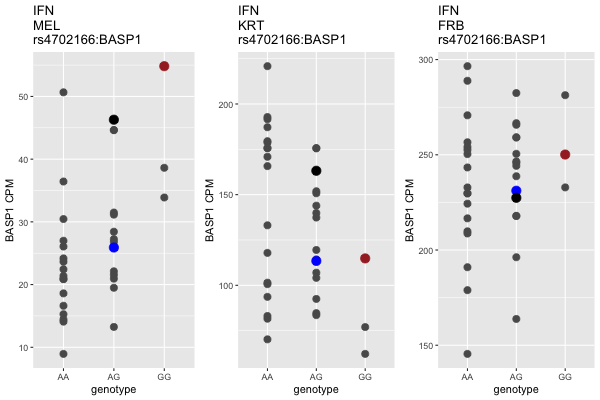 IFN
MEL
rs4702166:BASP1
BASP1 CPM
50
40
30
20
10
AA
AG
GG
genotype
IFN
KRT
rs4702166:BASP1
BASP1 CPM
200
150
100
AA
AG
GG
genotype
IFN
FRB
rs4702166:BASP1
BASP1 CPM
300
250
200
150
AA
AG
GG
genotype